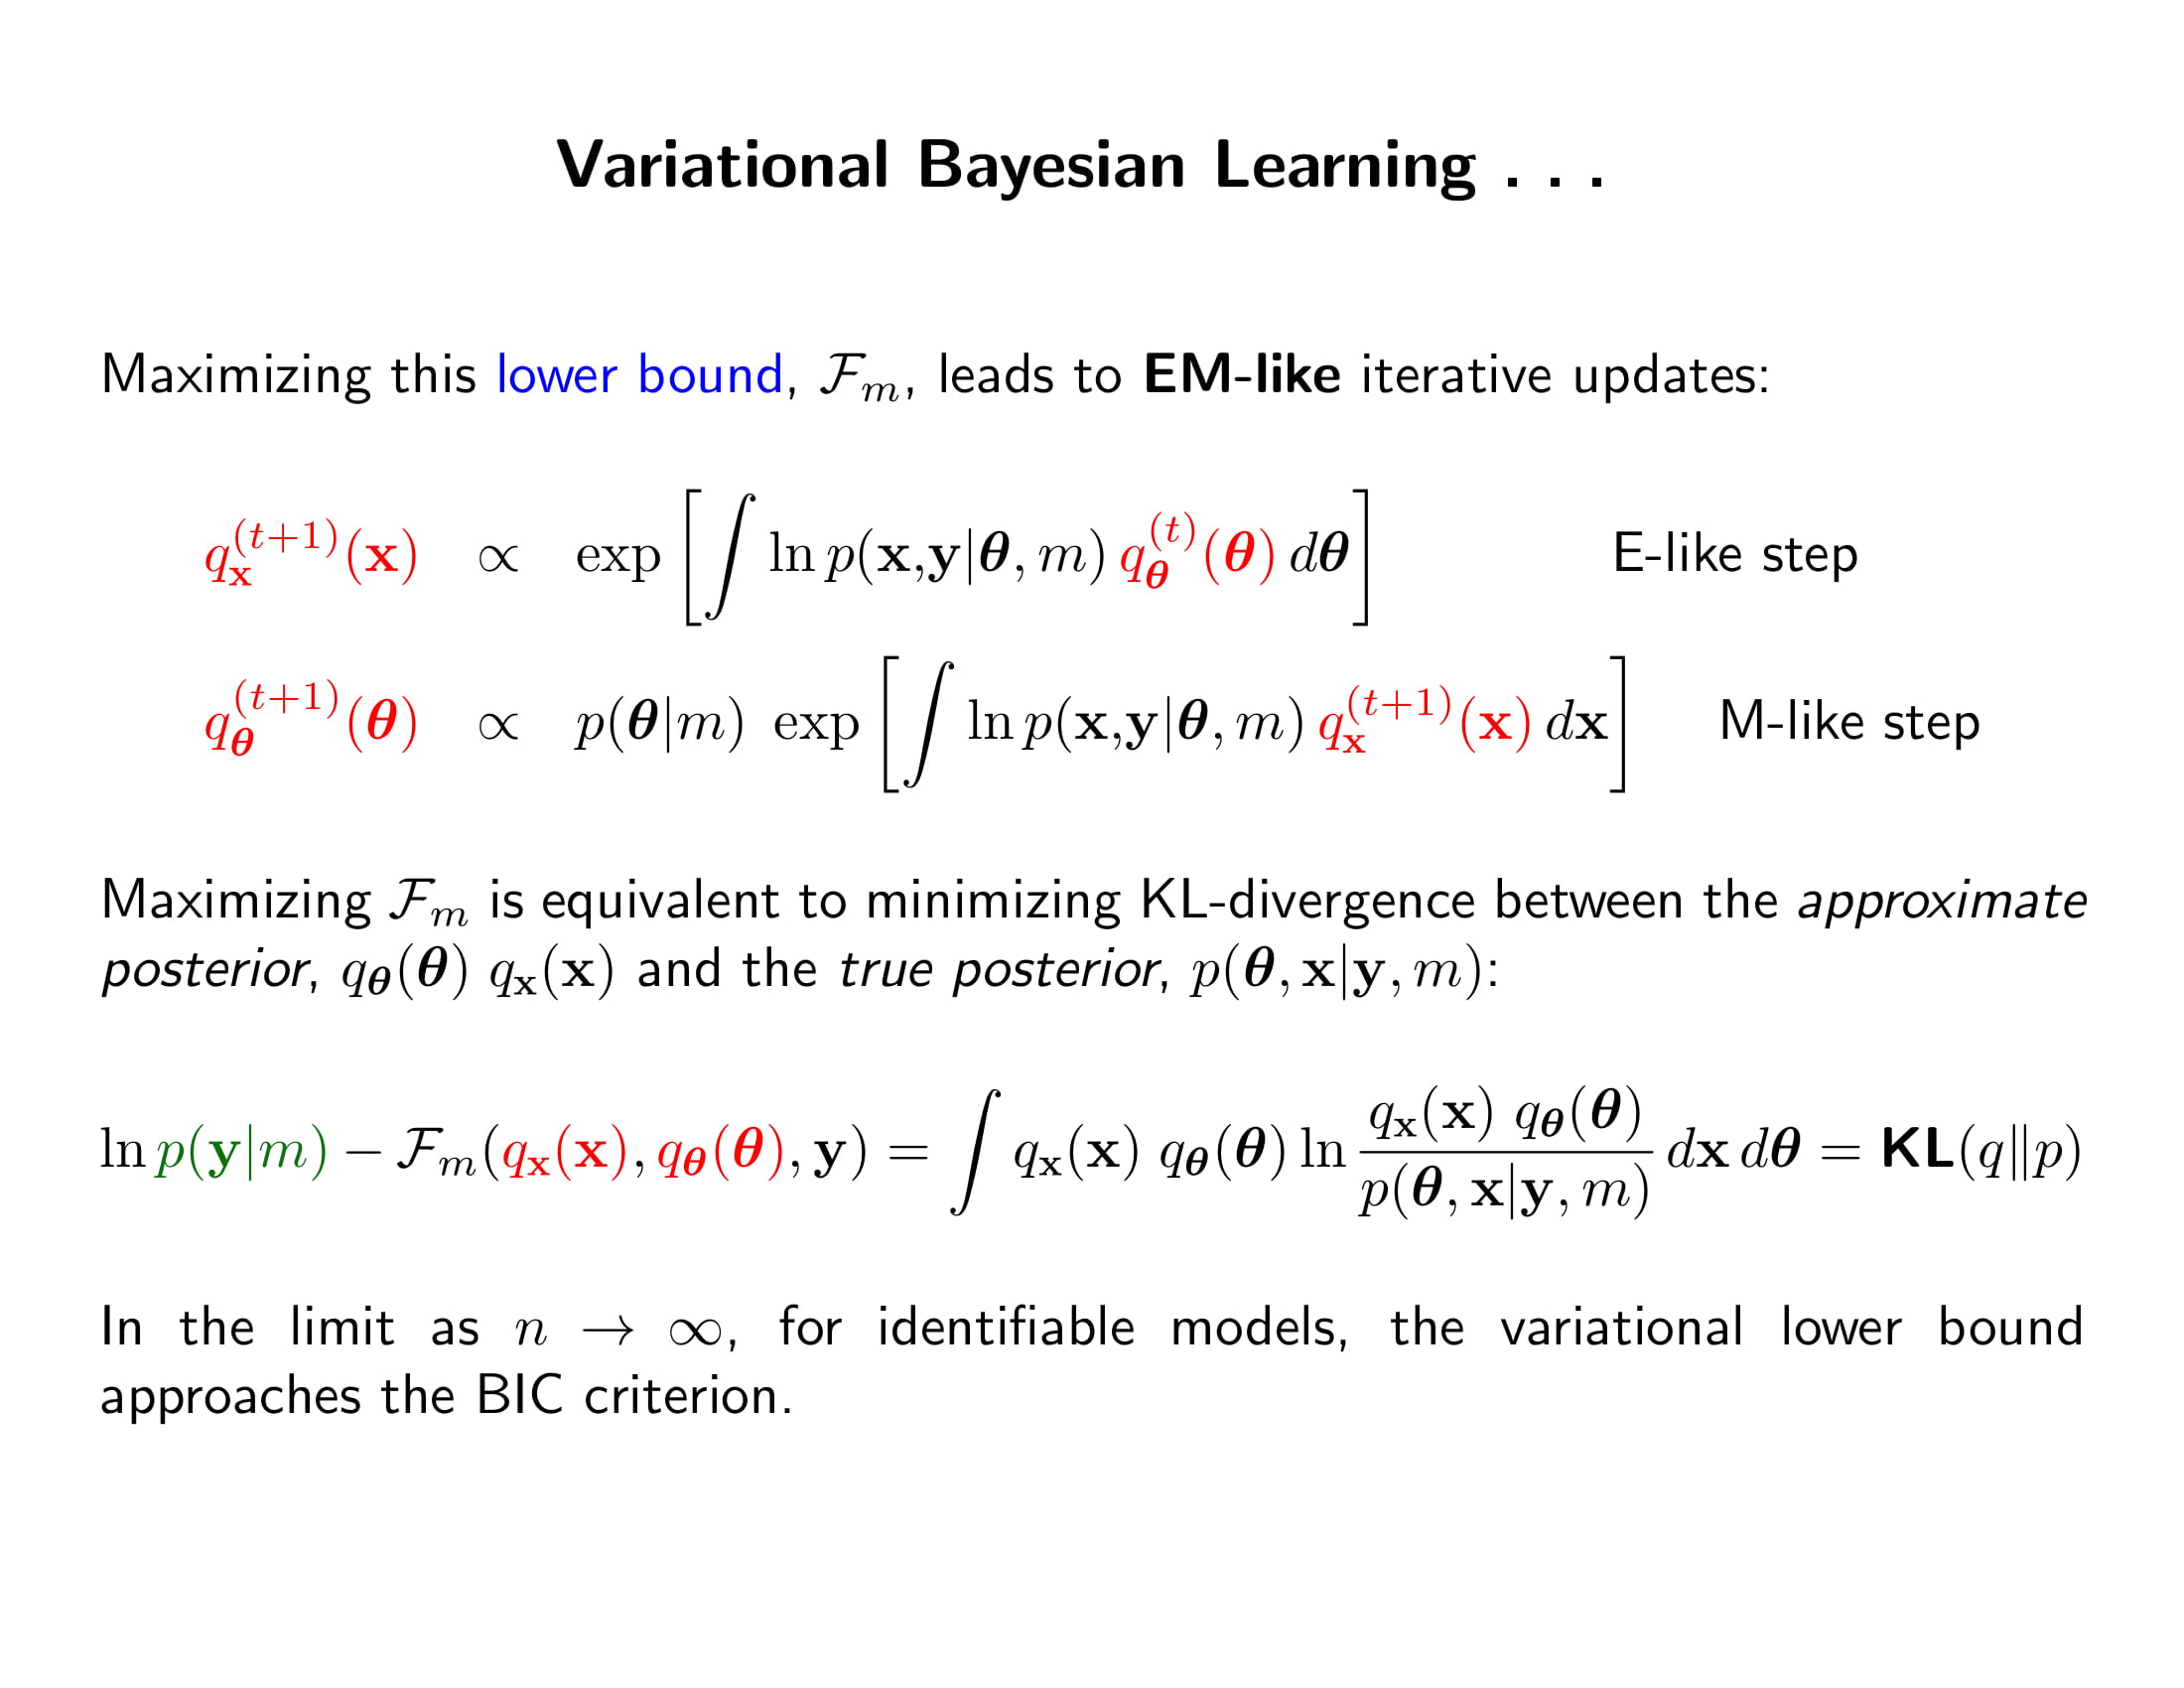 Variational Bayesian Learning . . .
Maximizing this lower bound, $\mathcal{F}_m$, leads to EM-like iterative updates:
$q_{\mathbf{x}}^{(t+1)}(\mathbf{x}) \quad \propto \quad \exp \left[ \int \ln p(\mathbf{x},\mathbf{y}|\boldsymbol{\theta}, m) \, q_{\boldsymbol{\theta}}^{(t)}(\boldsymbol{\theta}) \, d\boldsymbol{\theta} \right]$ E-like step
$q_{\boldsymbol{\theta}}^{(t+1)}(\boldsymbol{\theta}) \quad \propto \quad p(\boldsymbol{\theta}|m) \, \exp \left[ \int \ln p(\mathbf{x},\mathbf{y}|\boldsymbol{\theta}, m) \, q_{\mathbf{x}}^{(t+1)}(\mathbf{x}) \, d\mathbf{x} \right]$ M-like step
Maximizing $\mathcal{F}_m$ is equivalent to minimizing KL-divergence between the approximate
posterior, $q_{\boldsymbol{\theta}}(\boldsymbol{\theta}) \, q_{\mathbf{x}}(\mathbf{x})$ and the true posterior, $p(\boldsymbol{\theta}, \mathbf{x}|\mathbf{y}, m)$:
$\ln p(\mathbf{y}|m) - \mathcal{F}_m(q_{\mathbf{x}}(\mathbf{x}), q_{\boldsymbol{\theta}}(\boldsymbol{\theta}), \mathbf{y}) = \int q_{\mathbf{x}}(\mathbf{x}) \, q_{\boldsymbol{\theta}}(\boldsymbol{\theta}) \ln \frac{q_{\mathbf{x}}(\mathbf{x}) \, q_{\boldsymbol{\theta}}(\boldsymbol{\theta})}{p(\boldsymbol{\theta}, \mathbf{x}|\mathbf{y}, m)} \, d\mathbf{x} \, d\boldsymbol{\theta} = \mathbf{KL}(q \| p)$
In the limit as $n \to \infty$, for identifiable models, the variational lower bound
approaches the BIC criterion.